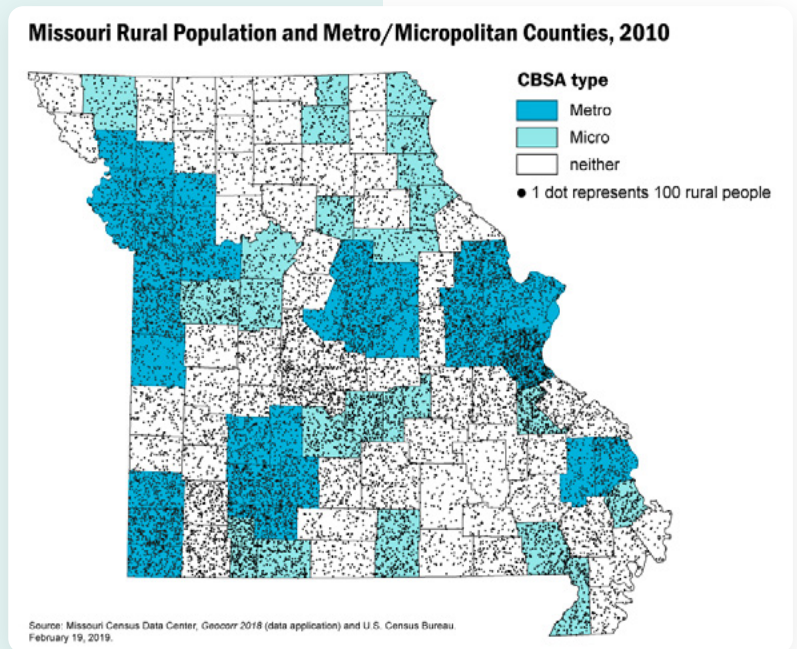 Missouri Rural Population and Metro/Micropolitan Counties, 2010
CBSA type
Metro
Micro
neither
● 1 dot represents 100 rural people
Source: Missouri Census Data Center, Geocorr 2018 (data application) and U.S. Census Bureau.
February 19, 2019.